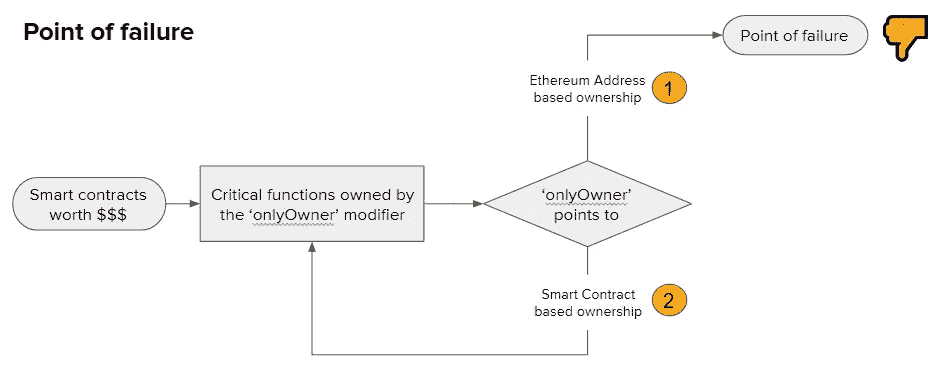 Point of failure
Point of failure
Ethereum Address
based ownership
1
Smart contracts
worth $$$
Critical functions owned by
the ‘onlyOwner’ modifier
‘onlyOwner’
points to
Smart Contract
based ownership
2